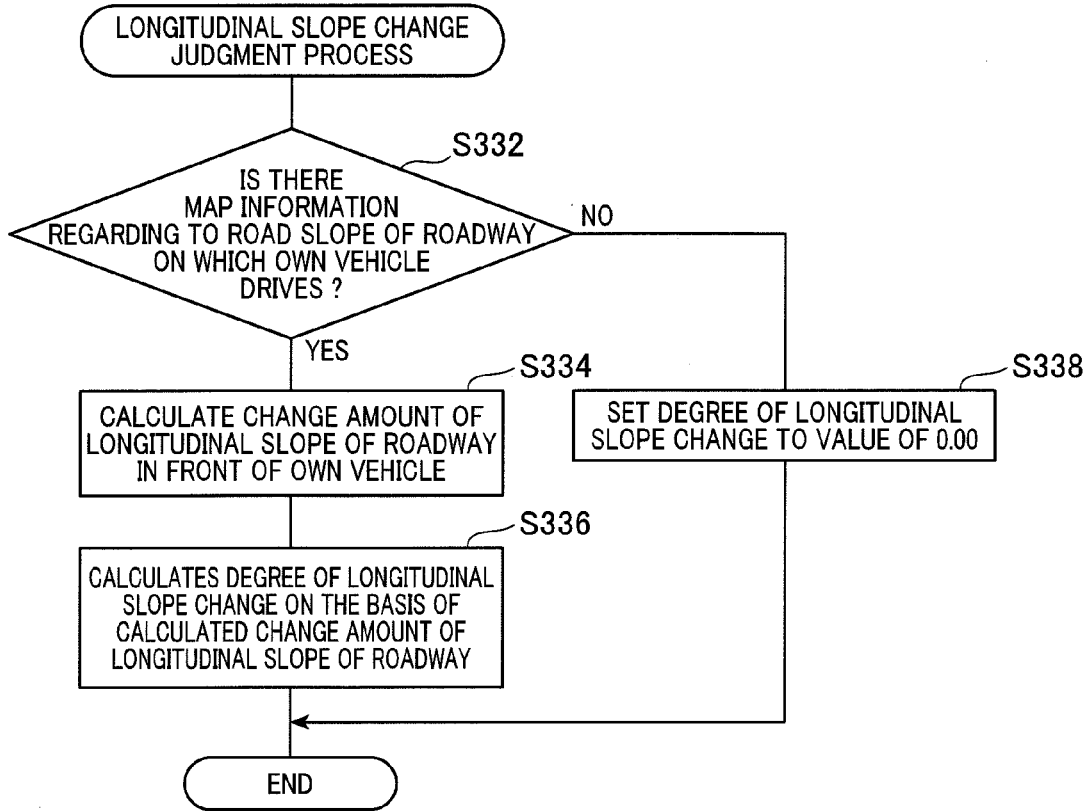 LONGITUDINAL SLOPE CHANGE
JUDGMENT PROCESS
S332
IS THERE
MAP INFORMATION
REGARDING TO ROAD SLOPE OF ROADWAY
ON WHICH OWN VEHICLE
DRIVES ?
NO
YES
S334
CALCULATE CHANGE AMOUNT OF
LONGITUDINAL SLOPE OF ROADWAY
IN FRONT OF OWN VEHICLE
S338
SET DEGREE OF LONGITUDINAL
SLOPE CHANGE TO VALUE OF 0.00
S336
CALCULATES DEGREE OF LONGITUDINAL
SLOPE CHANGE ON THE BASIS OF
CALCULATED CHANGE AMOUNT OF
LONGITUDINAL SLOPE OF ROADWAY
END